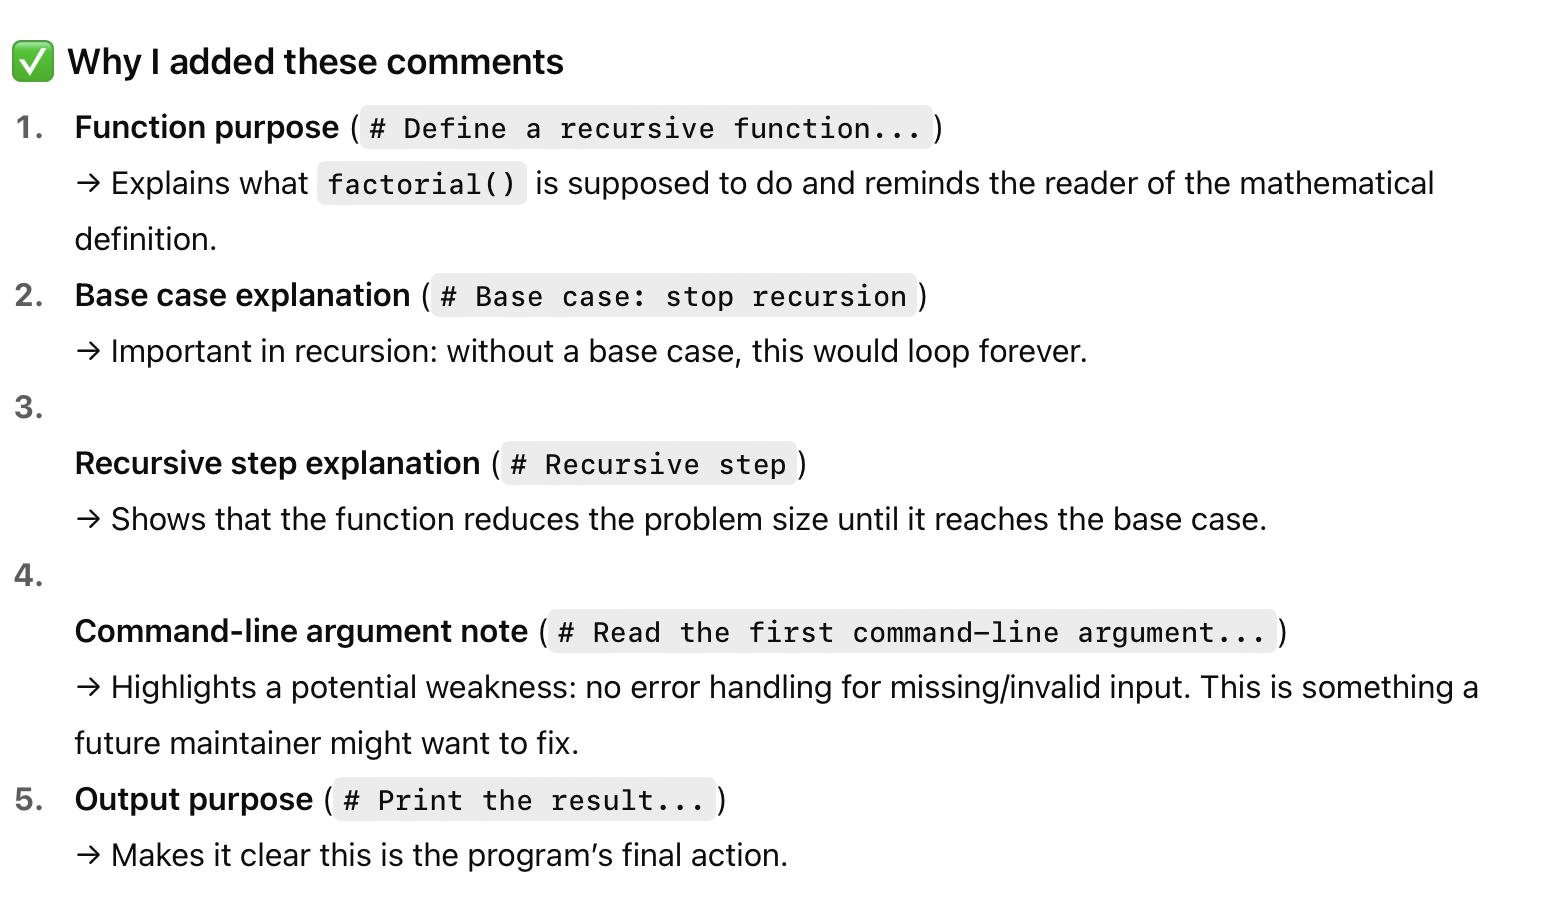 ✅ Why I added these comments
1. Function purpose (# Define a recursive function...)
→ Explains what factorial() is supposed to do and reminds the reader of the mathematical
definition.
2. Base case explanation (# Base case: stop recursion)
→ Important in recursion: without a base case, this would loop forever.
3.
Recursive step explanation (# Recursive step)
→ Shows that the function reduces the problem size until it reaches the base case.
4.
Command-line argument note (# Read the first command-line argument...)
→ Highlights a potential weakness: no error handling for missing/invalid input. This is something a
future maintainer might want to fix.
5. Output purpose (# Print the result...)
→ Makes it clear this is the program’s final action.